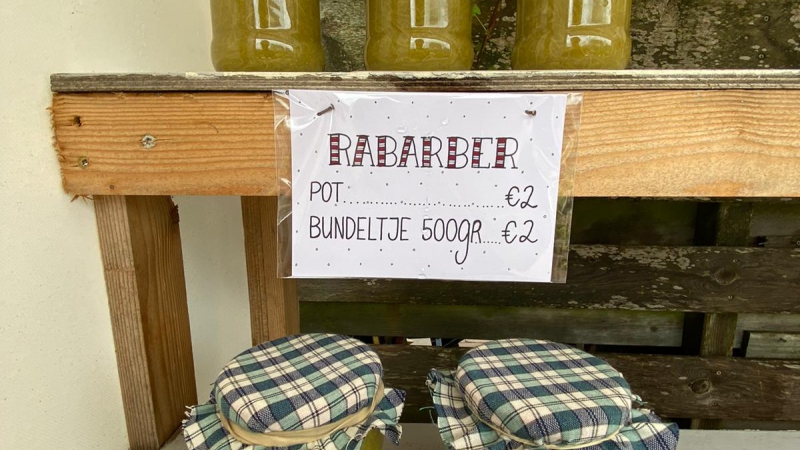 RABARBER
POT..............................€2
BUNDELTJE 500gR.....€2